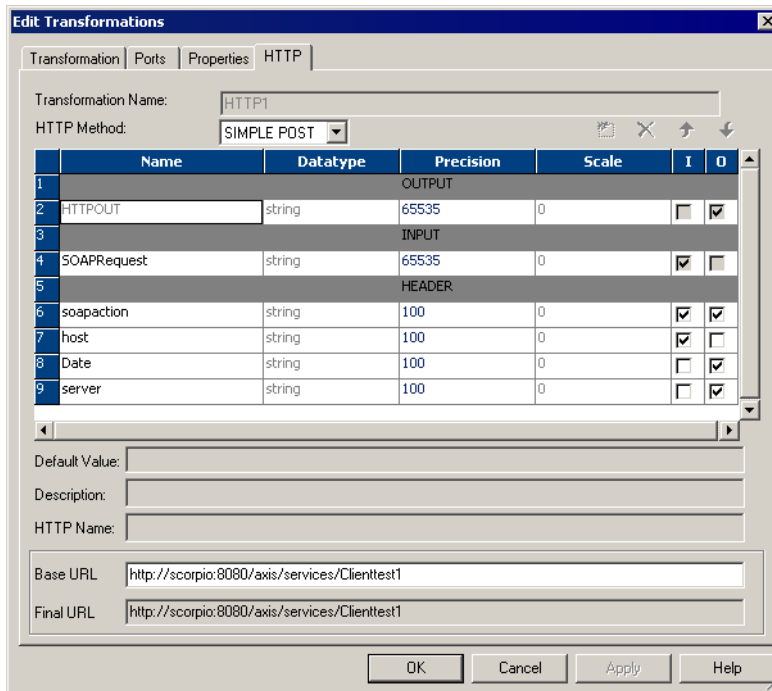 Edit Transformations
Transformation Ports Properties HTTP
Transformation Name: HTTP1
HTTP Method: SIMPLE POST
Name Datatype Precision Scale I O
1 OUTPUT
2 HTTPOUT string 65535 0
3 INPUT
4 SOAPRequest string 65535 0
5 HEADER
6 soapaction string 100 0
7 host string 100 0
8 Date string 100 0
9 server string 100 0
Default Value:
Description:
HTTP Name:
Base URL http://scorpio:8080/axis/services/Clienttest1
Final URL http://scorpio:8080/axis/services/Clienttest1
OK Cancel Apply Help